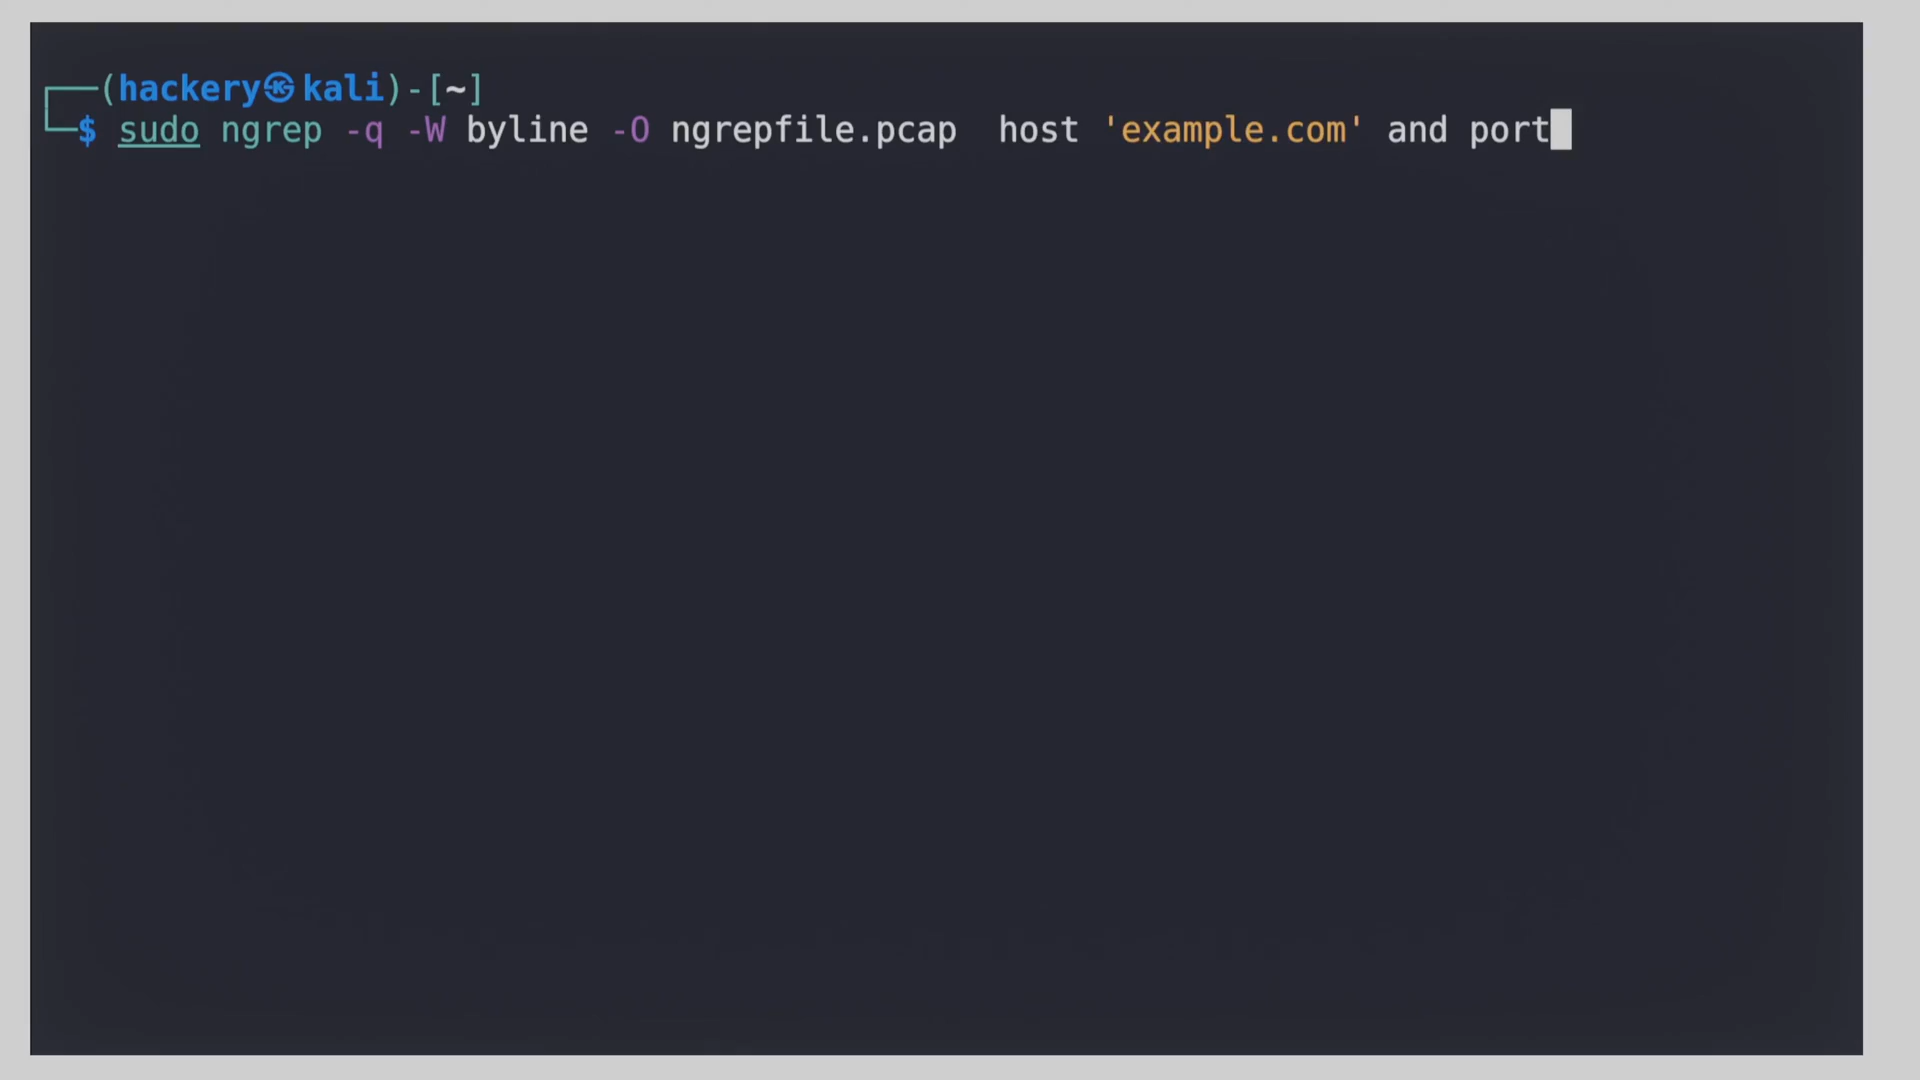 (hackery㉿kali)-[~]
$ sudo ngrep -q -W byline -O ngrepfile.pcap  host 'example.com' and port